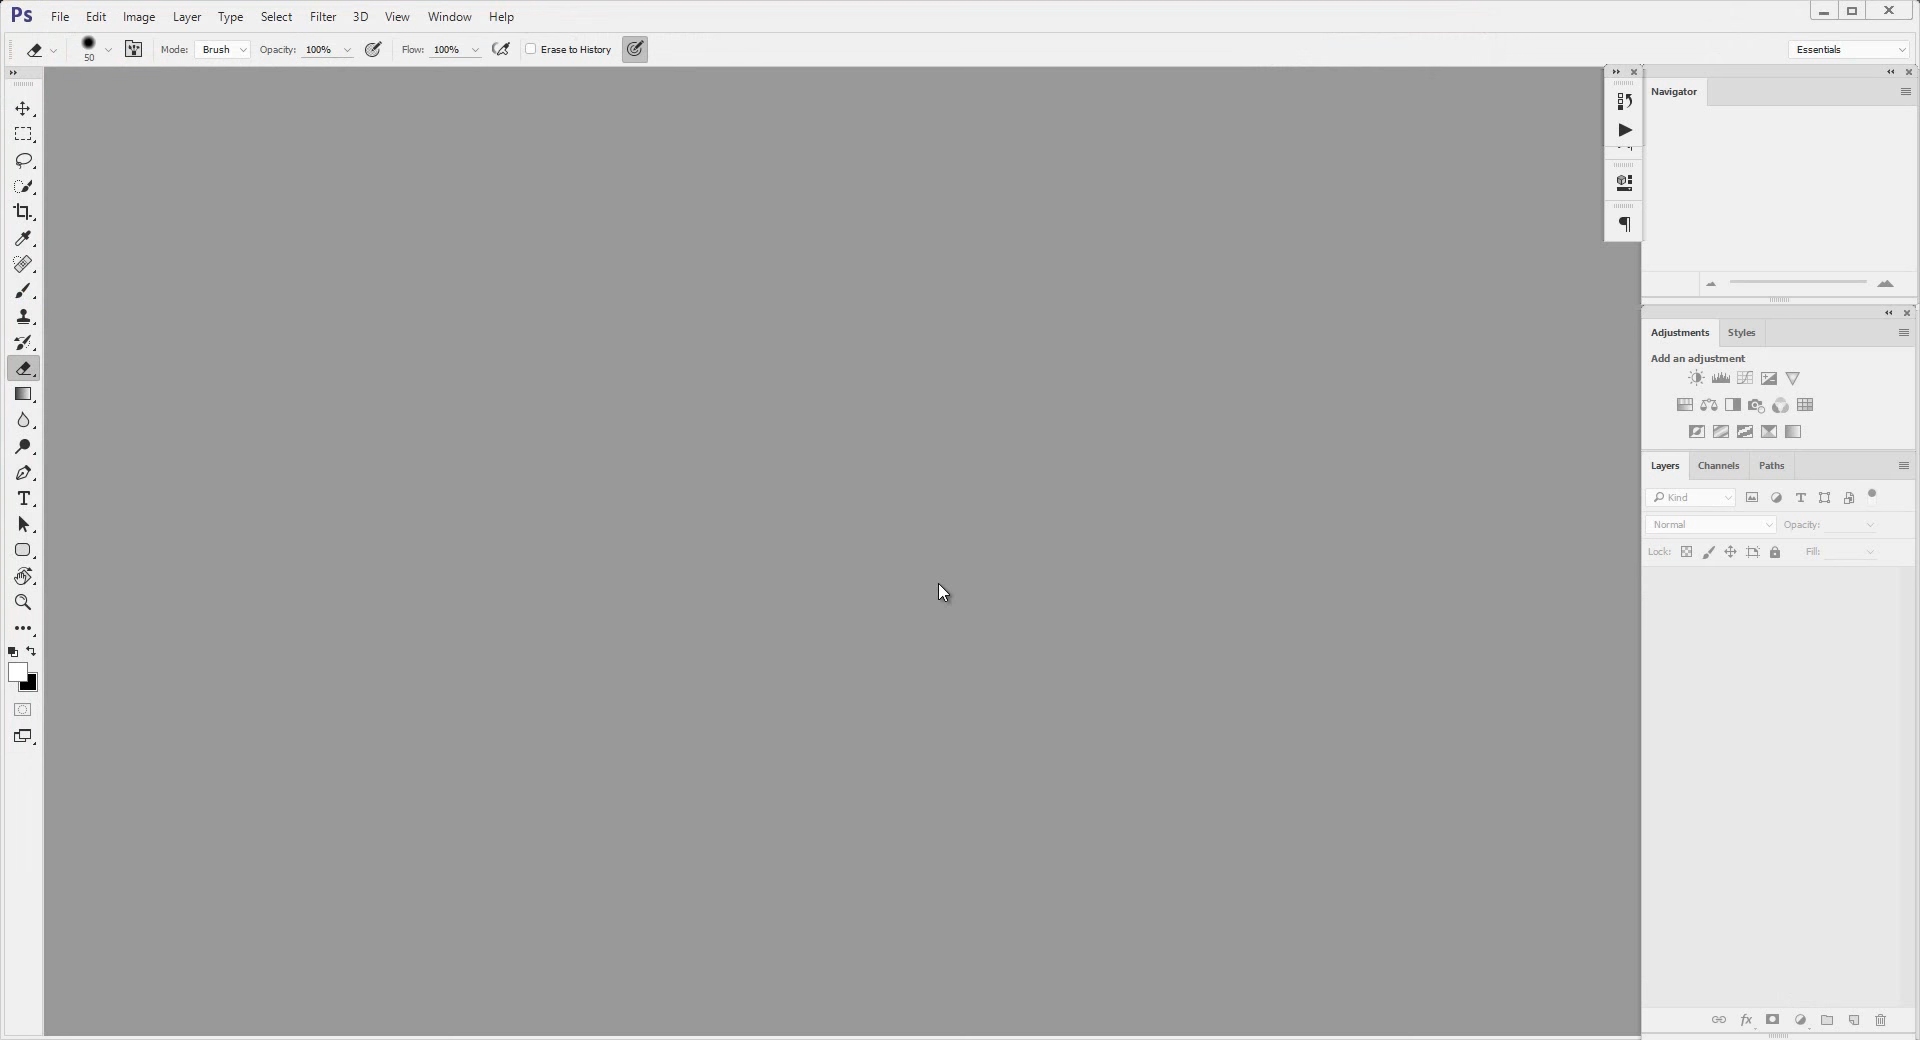 Ps File Edit Image Layer Type Select Filter 3D View Window Help
50 Mode: Brush Opacity: 100% Flow: 100% Erase to History Essentials
Navigator
Adjustments Styles
Add an adjustment
Layers Channels Paths
Kind
Normal Opacity:
Lock: Fill:
fx